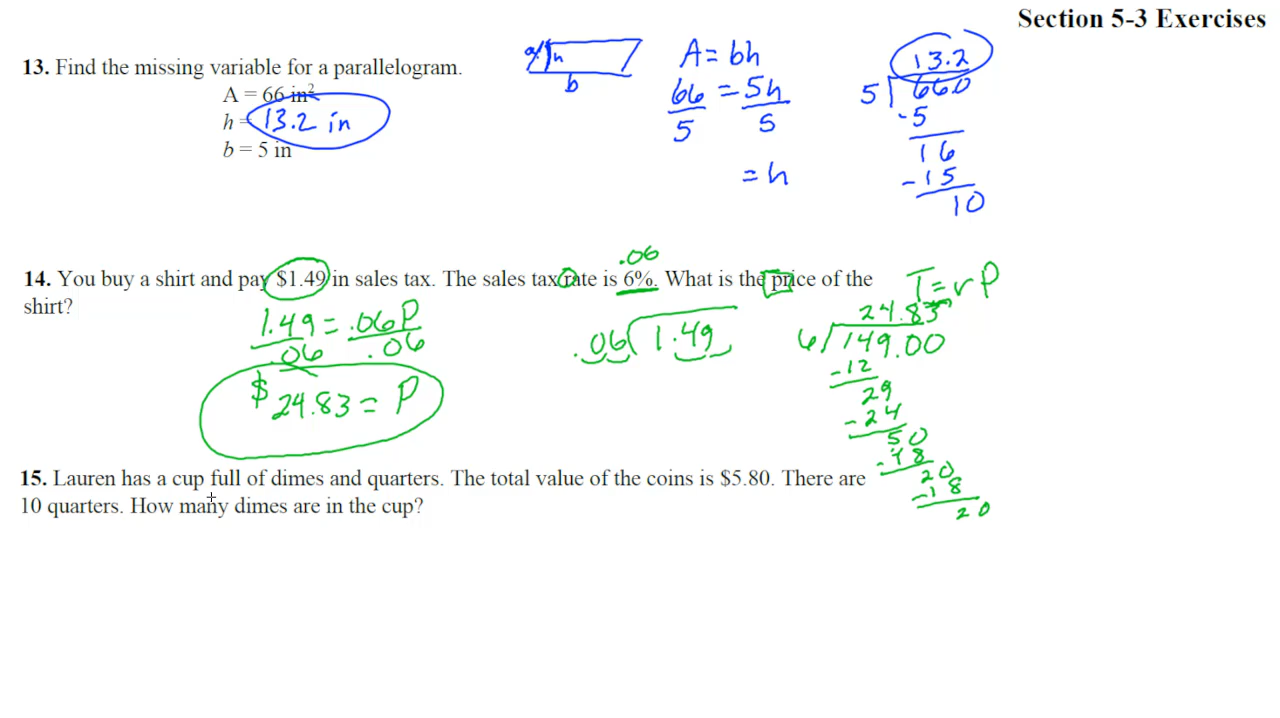 Section 5-3 Exercises
13. Find the missing variable for a parallelogram.
A = 66 in²
h = 13.2 in
b = 5 in
h
b
A = bh
66 = 5h
5 5
= h
13.2
5 660
-5
16
-15
10
.06
14. You buy a shirt and pay $1.49 in sales tax. The sales tax rate is 6%. What is the price of the
shirt?
T = rP
1.49 = .06P
.06 .06
$24.83 = P
.06 1.49
24.83
6 149.00
-12
29
-24
50
-48
20
-18
20
15. Lauren has a cup full of dimes and quarters. The total value of the coins is $5.80. There are
10 quarters. How many dimes are in the cup?